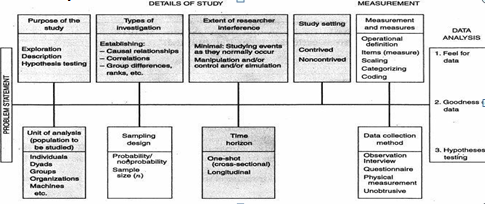 DETAILS OF STUDY
MEASUREMENT
Purpose of the
study
Exploration
Description
Hypothesis testing
Types of
investigation
Establishing:
– Causal relationships
– Correlations
– Group differences,
ranks, etc.
Extent of researcher
interference
Minimal: Studying events
as they normally occur
Manipulation and/or
control and/or simulation
Study setting
Contrived
Noncontrived
Measurement
and measures
Operational
definition
Items (measure)
Scaling
Categorizing
Coding
DATA
ANALYSIS
1. Feel for
data
2. Goodness
data
3. Hypotheses
testing
PROBLEM STATEMENT
Unit of analysis
(population to
be studied)
Individuals
Dyads
Groups
Organizations
Machines
etc.
Sampling
design
Probability/
nonprobability
Sample
size (n)
Time
horizon
One-shot
(cross-sectional)
Longitudinal
Data collection
method
Observation
Interview
Questionnaire
Physical
measurement
Unobtrusive